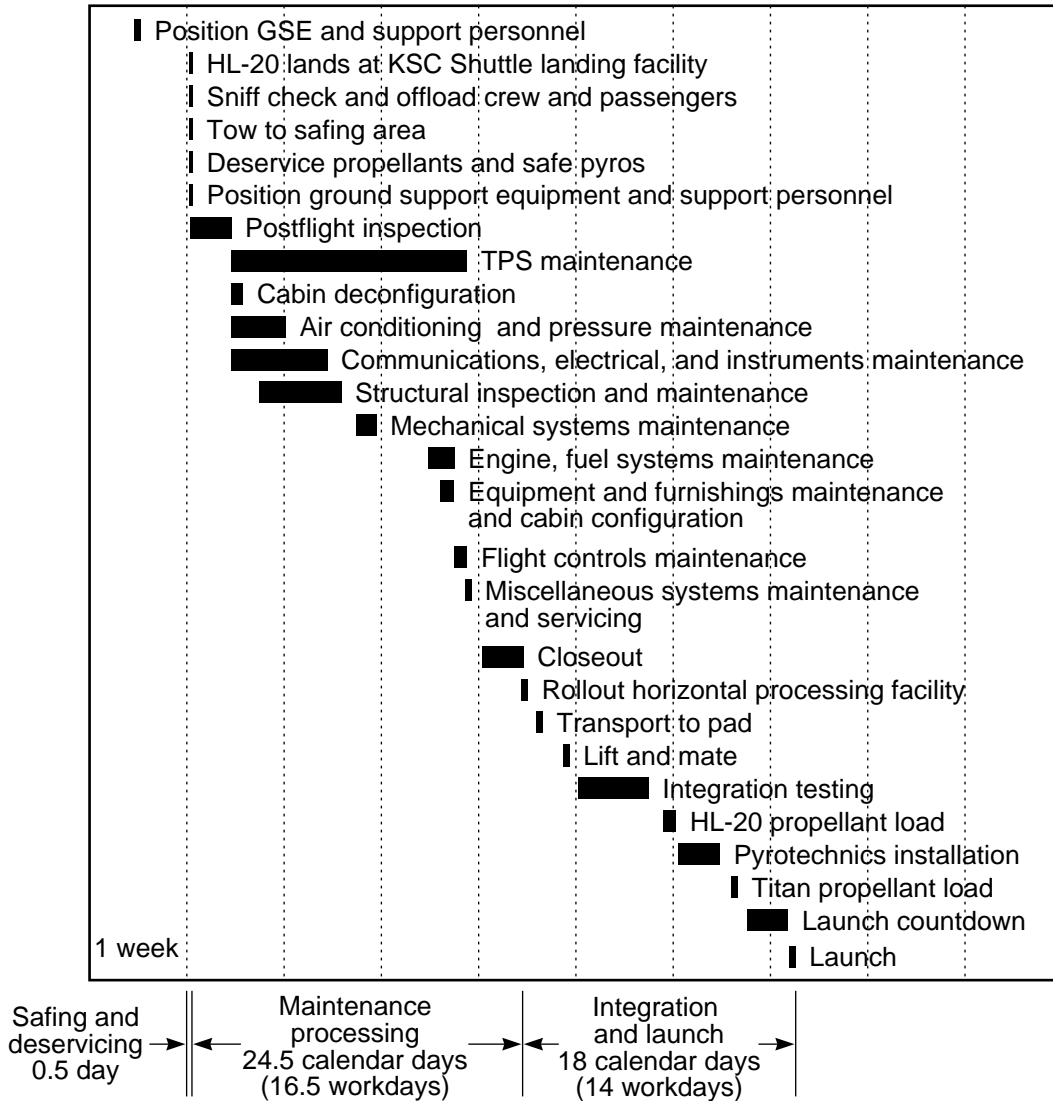 Position GSE and support personnel
HL-20 lands at KSC Shuttle landing facility
Sniff check and offload crew and passengers
Tow to safing area
Deservice propellants and safe pyros
Position ground support equipment and support personnel
Postflight inspection
TPS maintenance
Cabin deconfiguration
Air conditioning and pressure maintenance
Communications, electrical, and instruments maintenance
Structural inspection and maintenance
Mechanical systems maintenance
Engine, fuel systems maintenance
Equipment and furnishings maintenance
and cabin configuration
Flight controls maintenance
Miscellaneous systems maintenance
and servicing
Closeout
Rollout horizontal processing facility
Transport to pad
Lift and mate
Integration testing
HL-20 propellant load
Pyrotechnics installation
Titan propellant load
Launch countdown
1 week
Launch
Safing and
deservicing
0.5 day
Maintenance
processing
24.5 calendar days
(16.5 workdays)
Integration
and launch
18 calendar days
(14 workdays)